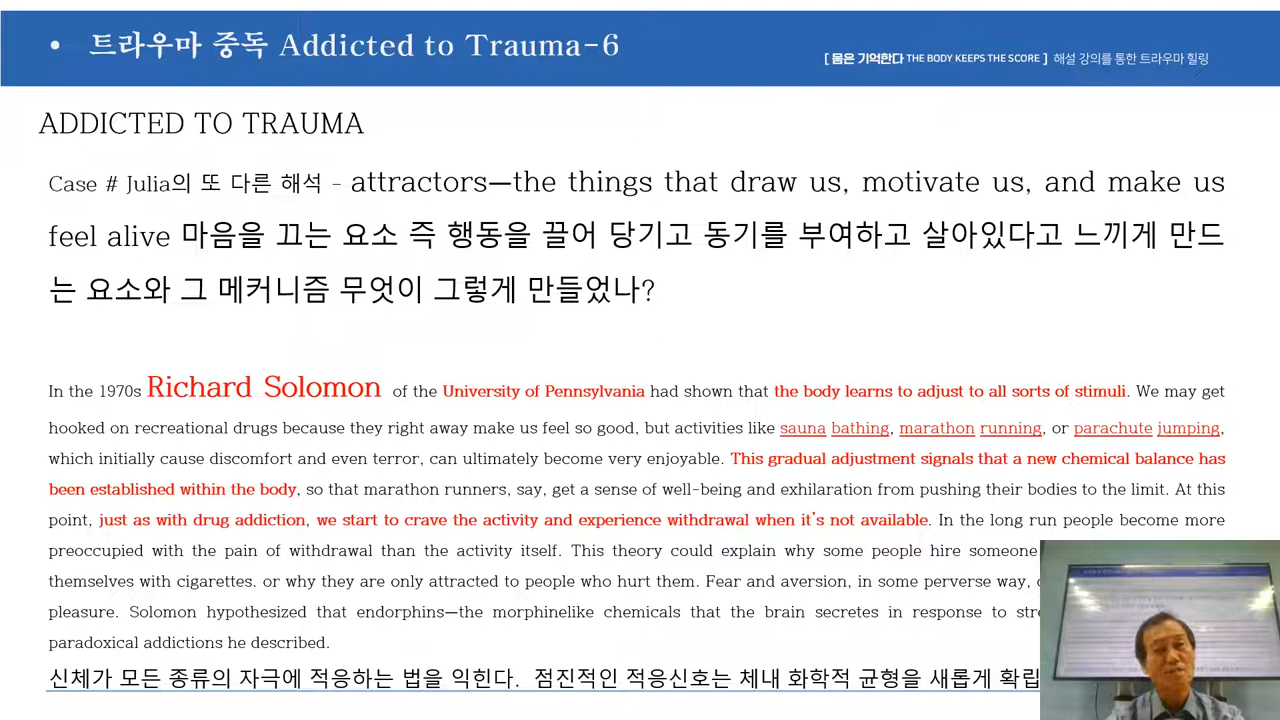 • 트라우마 중독 Addicted to Trauma-6
[ 몸은 기억한다 THE BODY KEEPS THE SCORE ] 해설 강의를 통한 트라우마 힐링
ADDICTED TO TRAUMA
Case # Julia의 또 다른 해석 - attractors—the things that draw us, motivate us, and make us
feel alive 마음을 끄는 요소 즉 행동을 끌어 당기고 동기를 부여하고 살아있다고 느끼게 만드
는 요소와 그 메커니즘 무엇이 그렇게 만들었나?
In the 1970s Richard Solomon of the University of Pennsylvania had shown that the body learns to adjust to all sorts of stimuli. We may get
hooked on recreational drugs because they right away make us feel so good, but activities like sauna bathing, marathon running, or parachute jumping,
which initially cause discomfort and even terror, can ultimately become very enjoyable. This gradual adjustment signals that a new chemical balance has
been established within the body, so that marathon runners, say, get a sense of well-being and exhilaration from pushing their bodies to the limit. At this
point, just as with drug addiction, we start to crave the activity and experience withdrawal when it's not available. In the long run people become more
preoccupied with the pain of withdrawal than the activity itself. This theory could explain why some people hire someone
themselves with cigarettes. or why they are only attracted to people who hurt them. Fear and aversion, in some perverse way,
pleasure. Solomon hypothesized that endorphins—the morphinelike chemicals that the brain secretes in response to
paradoxical addictions he described.
신체가 모든 종류의 자극에 적응하는 법을 익힌다. 점진적인 적응신호는 체내 화학적 균형을 새롭게 확립